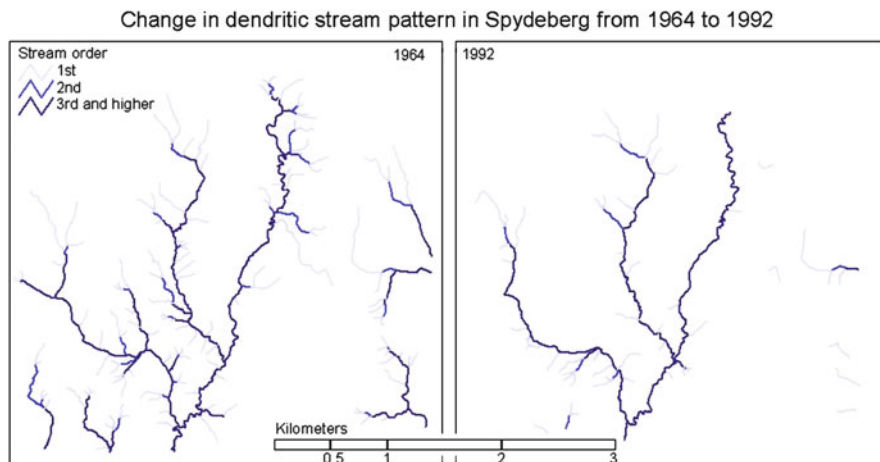 Change in dendritic stream pattern in Spydeberg from 1964 to 1992
Stream order
1st
2nd
3rd and higher
1964
1992
Kilometers
0.5 1 2 3